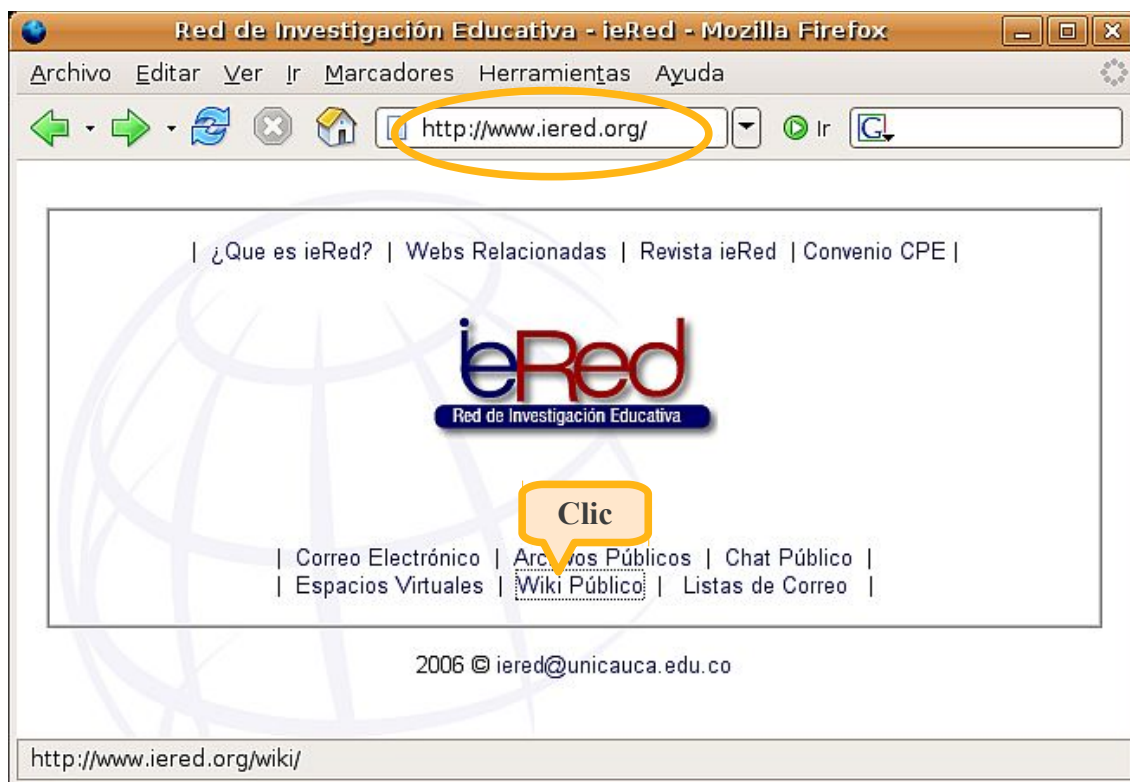 Red de Investigación Educativa - ieRed - Mozilla Firefox
Archivo Editar Ver Ir Marcadores Herramientas Ayuda
http://www.iered.org/ Ir G
| ¿Que es ieRed? | Webs Relacionadas | Revista ieRed | Convenio CPE |
ieRed
Red de Investigación Educativa
Clic
| Correo Electrónico | Archivos Públicos | Chat Público |
| Espacios Virtuales | Wiki Público | Listas de Correo |
2006 © iered@unicauca.edu.co
http://www.iered.org/wiki/